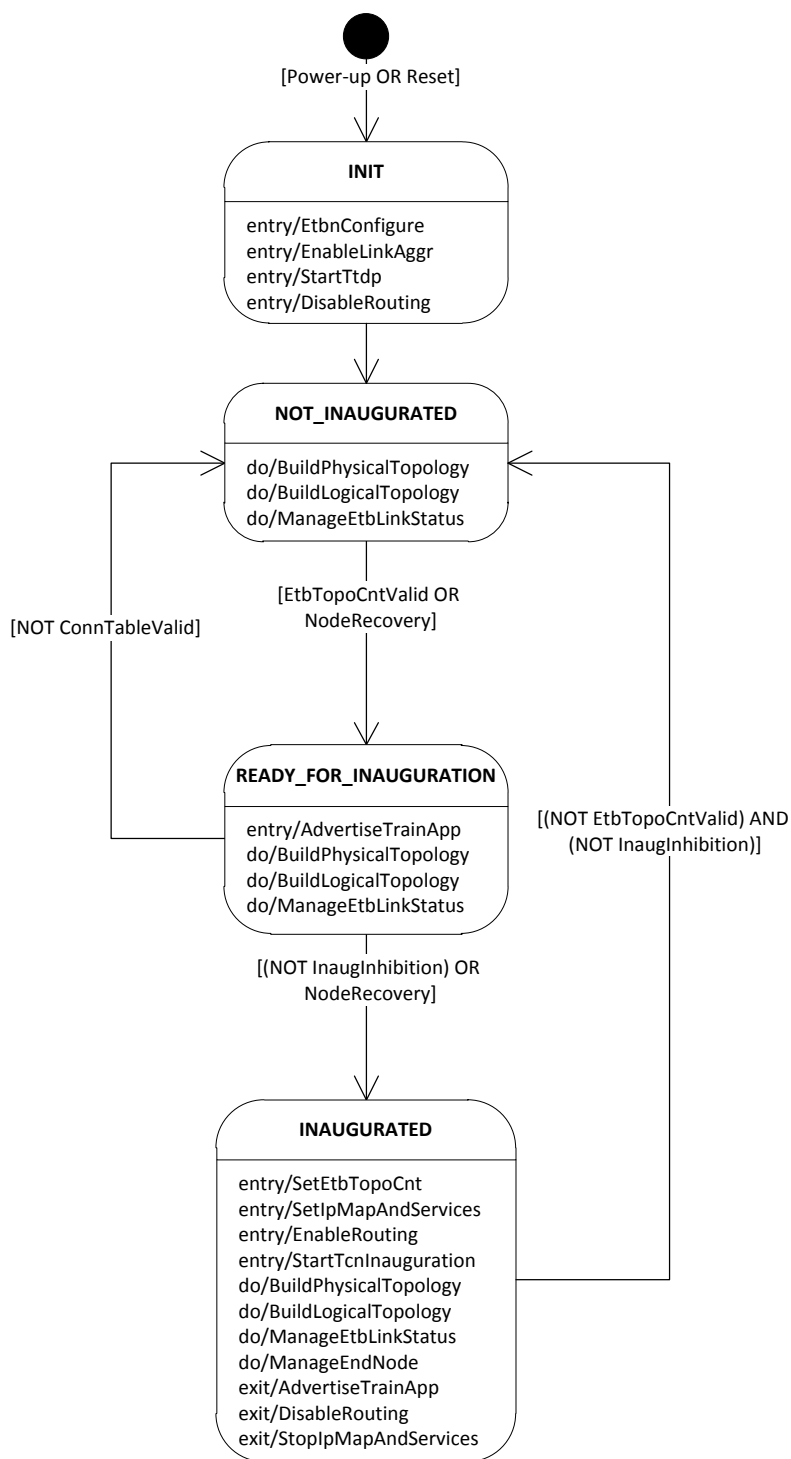 [Power-up OR Reset]
INIT
entry/EtbnConfigure
entry/EnableLinkAggr
entry/StartTtdp
entry/DisableRouting
NOT_INAUGURATED
do/BuildPhysicalTopology
do/BuildLogicalTopology
do/ManageEtbLinkStatus
[EtbTopoCntValid OR
NodeRecovery]
[NOT ConnTableValid]
READY_FOR_INAUGURATION
entry/AdvertiseTrainApp
do/BuildPhysicalTopology
do/BuildLogicalTopology
do/ManageEtbLinkStatus
[(NOT EtbTopoCntValid) AND
(NOT InaugInhibition)]
[(NOT InaugInhibition) OR
NodeRecovery]
INAUGURATED
entry/SetEtbTopoCnt
entry/SetIpMapAndServices
entry/EnableRouting
entry/StartTcnInauguration
do/BuildPhysicalTopology
do/BuildLogicalTopology
do/ManageEtbLinkStatus
do/ManageEndNode
exit/AdvertiseTrainApp
exit/DisableRouting
exit/StopIpMapAndServices